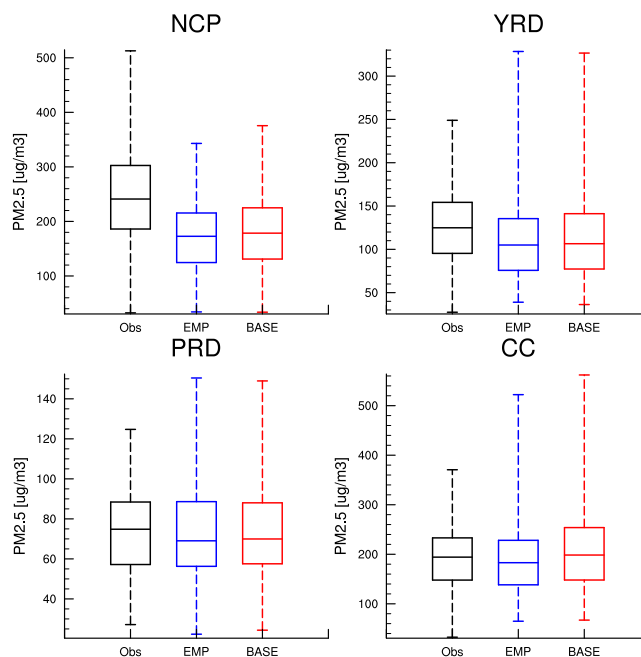 NCP
PM2.5 [ug/m3]
500
400
300
200
100
Obs
EMP
BASE
YRD
PM2.5 [ug/m3]
300
250
200
150
100
50
Obs
EMP
BASE
PRD
PM2.5 [ug/m3]
140
120
100
80
60
40
Obs
EMP
BASE
CC
PM2.5 [ug/m3]
500
400
300
200
100
Obs
EMP
BASE